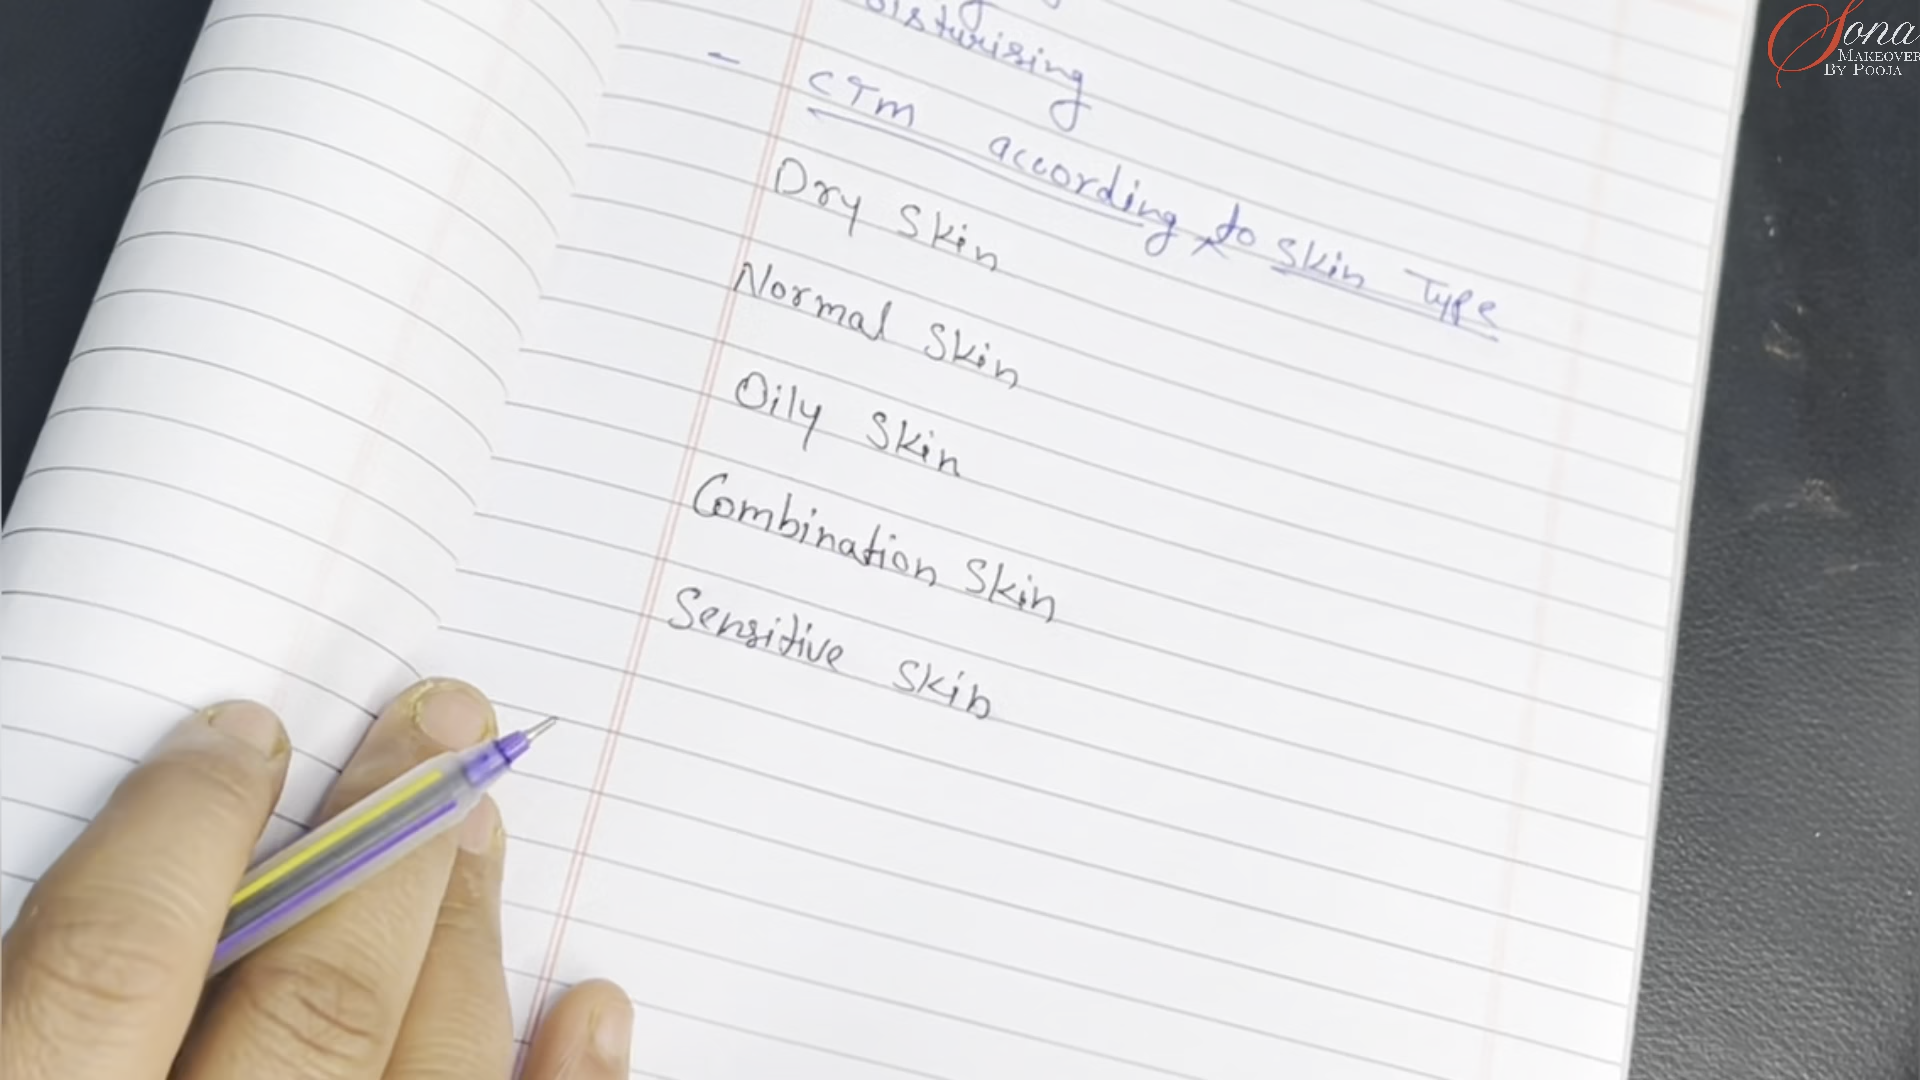 - CTM according to Skin Type
Dry Skin
Normal Skin
Oily Skin
Combination Skin
Sensitive Skin
Sona
MAKEOVER
BY POOJA